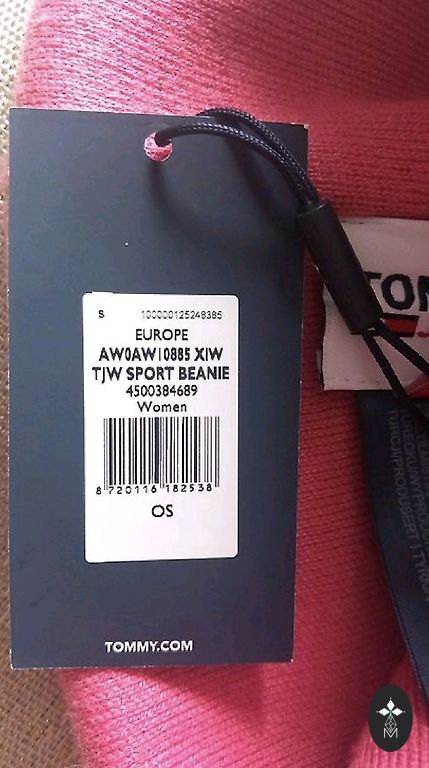 S 100000125248385
EUROPE
AW0AW10885 XIW
TJW SPORT BEANIE
4500384689
Women
8 720116 182538
OS
TOMMY.COM
TOM